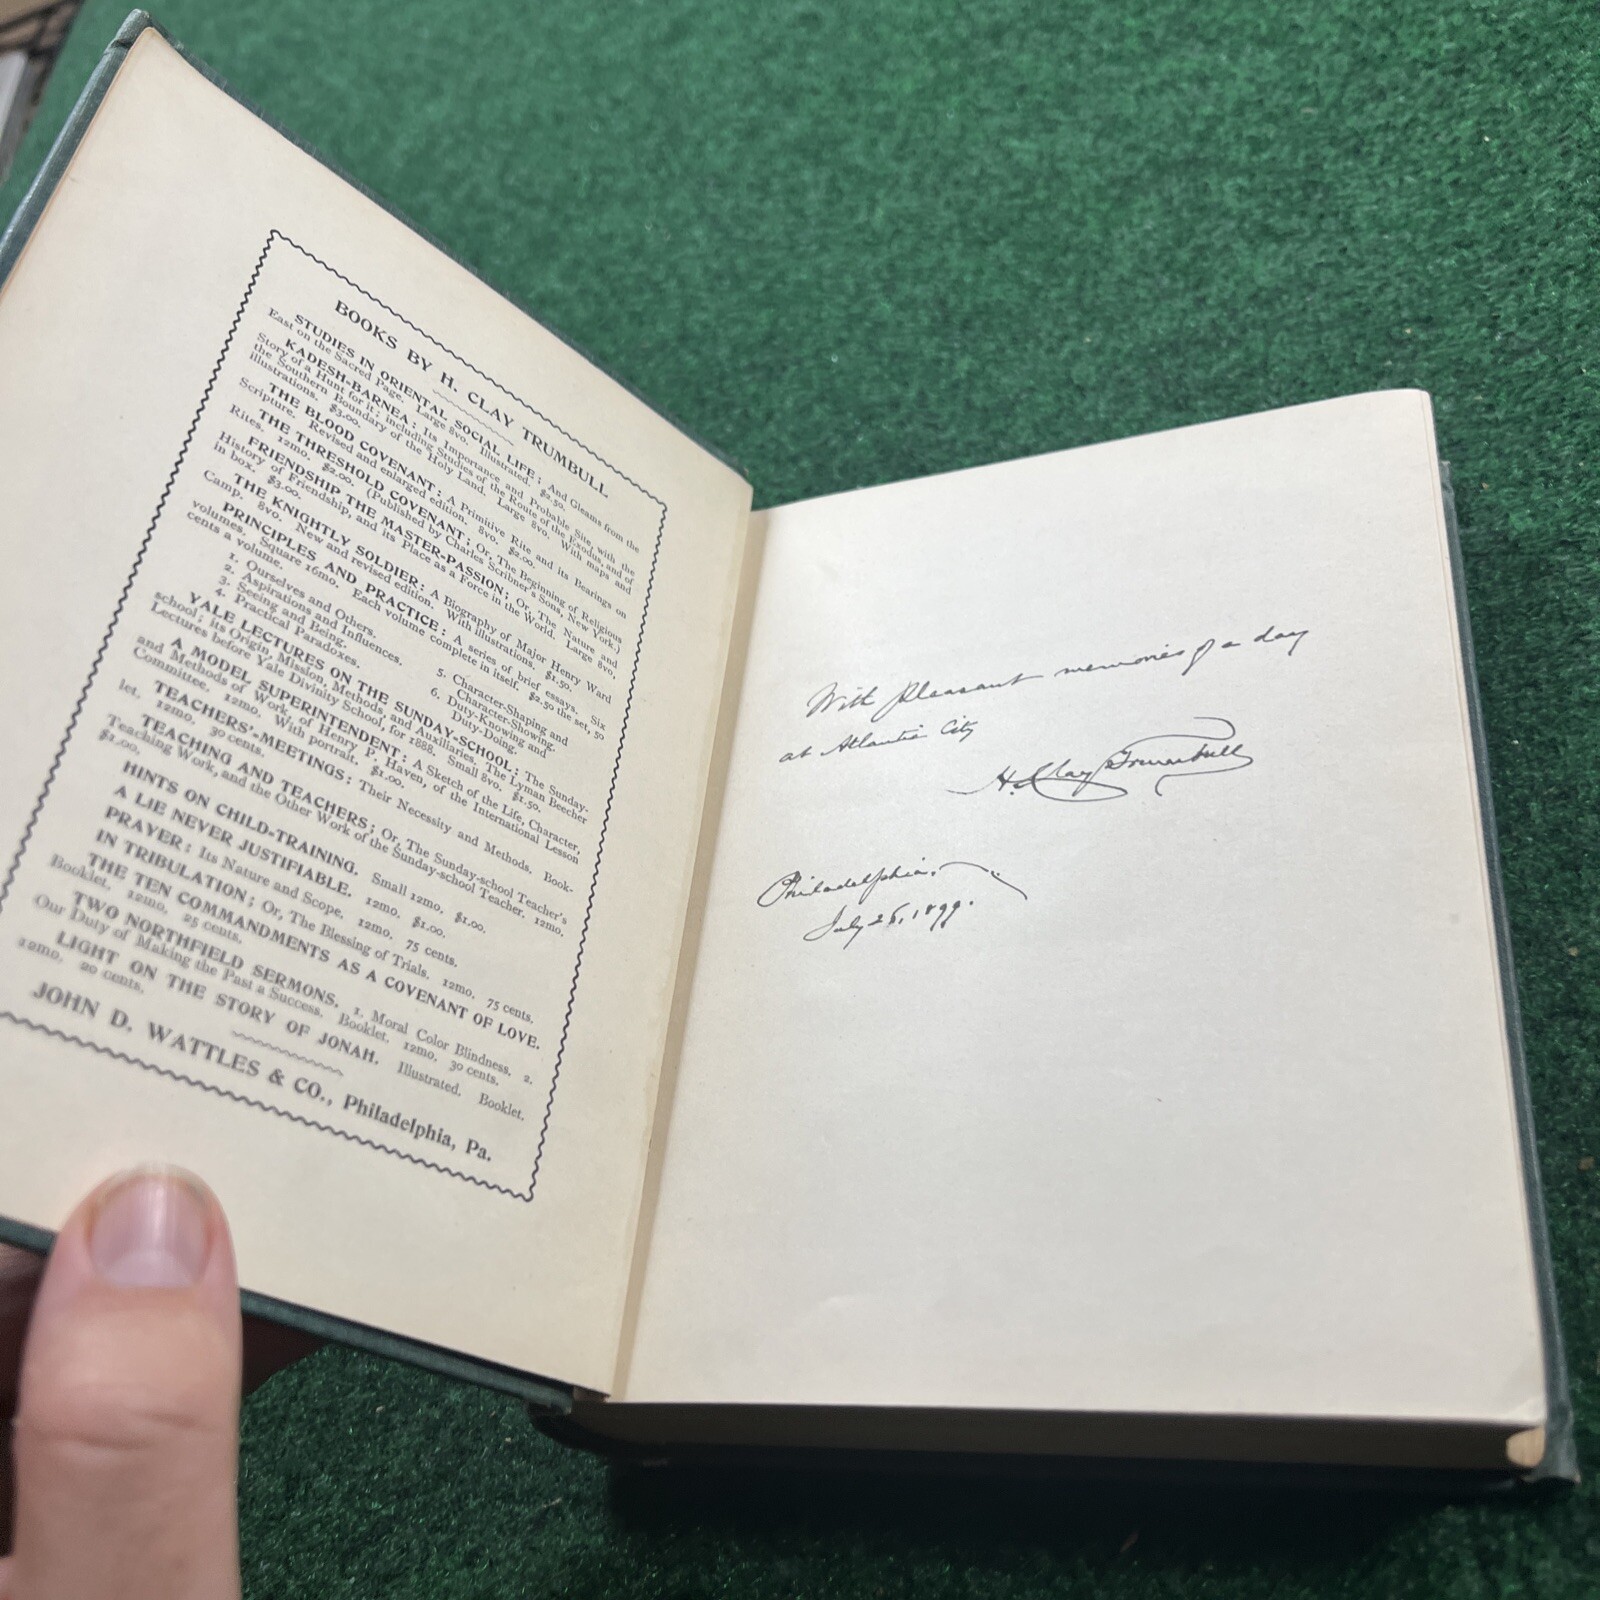 BOOKS BY H. CLAY TRUMBULL
STUDIES IN ORIENTAL SOCIAL LIFE; And Gleams from the
East on the Sacred Page. Large 8vo. Illustrated. $2.50.
KADESH-BARNEA: Its Importance and Probable Site, with the
Story of a Hunt for it; including Studies of the Route of the Exodus, and of
the Southern Boundary of the Holy Land. Large 8vo. With maps and
illustrations. $3.00.
THE BLOOD COVENANT: A Primitive Rite and its Bearings on
Scripture. Revised and enlarged edition. 8vo. $2.00.
THE THRESHOLD COVENANT; Or, The Beginning of Religious
Rites. 12mo. $2.00. (Published by Charles Scribner's Sons, New York.)
FRIENDSHIP THE MASTER-PASSION; Or, The Nature and
History of Friendship, and its Place as a Force in the World. Large 8vo,
in box. $3.00.
THE KNIGHTLY SOLDIER: A Biography of Major Henry Ward
Camp. 8vo. New and revised edition. With illustrations. $1.50.
PRINCIPLES AND PRACTICE: A series of brief essays. Six
volumes. Square 16mo. Each volume complete in itself. $2.50 the set, 50
cents a volume.
1. Ourselves and Others.
2. Aspirations and Influences.
3. Seeing and Being.
4. Practical Paradoxes.
5. Character-Shaping and
Character-Showing.
6. Duty-Knowing and
Duty-Doing.
YALE LECTURES ON THE SUNDAY-SCHOOL: The Sunday-
school; its Origin, Mission, Methods, and Auxiliaries. The Lyman Beecher
Lectures before Yale Divinity School, for 1888. Small 8vo. $1.50.
A MODEL SUPERINTENDENT: A Sketch of the Life, Character,
and Methods of Work, of Henry P. Haven, of the International Lesson
Committee. 12mo. With portrait. $1.00.
TEACHERS'-MEETINGS: Their Necessity and Methods. Book-
let. 12mo. 30 cents.
TEACHING AND TEACHERS; Or, The Sunday-school Teacher's
Teaching Work, and the Other Work of the Sunday-school Teacher. 12mo.
$1.00.
HINTS ON CHILD-TRAINING. Small 12mo. $1.00.
A LIE NEVER JUSTIFIABLE. 12mo. $1.00.
PRAYER: Its Nature and Scope. 12mo. 75 cents.
IN TRIBULATION; Or, The Blessing of Trials. 12mo. 75 cents.
THE TEN COMMANDMENTS AS A COVENANT OF LOVE.
Booklet. 12mo. 25 cents.
TWO NORTHFIELD SERMONS. 1. Moral Color Blindness. 2.
Our Duty of Making the Past a Success. Booklet. 12mo. 30 cents.
LIGHT ON THE STORY OF JONAH. Illustrated. Booklet.
12mo. 20 cents.
JOHN D. WATTLES & CO., Philadelphia, Pa.
With pleasant memories of a day
at Atlantic City
H. Clay Trumbull
Philadelphia,
July 26, 1899.